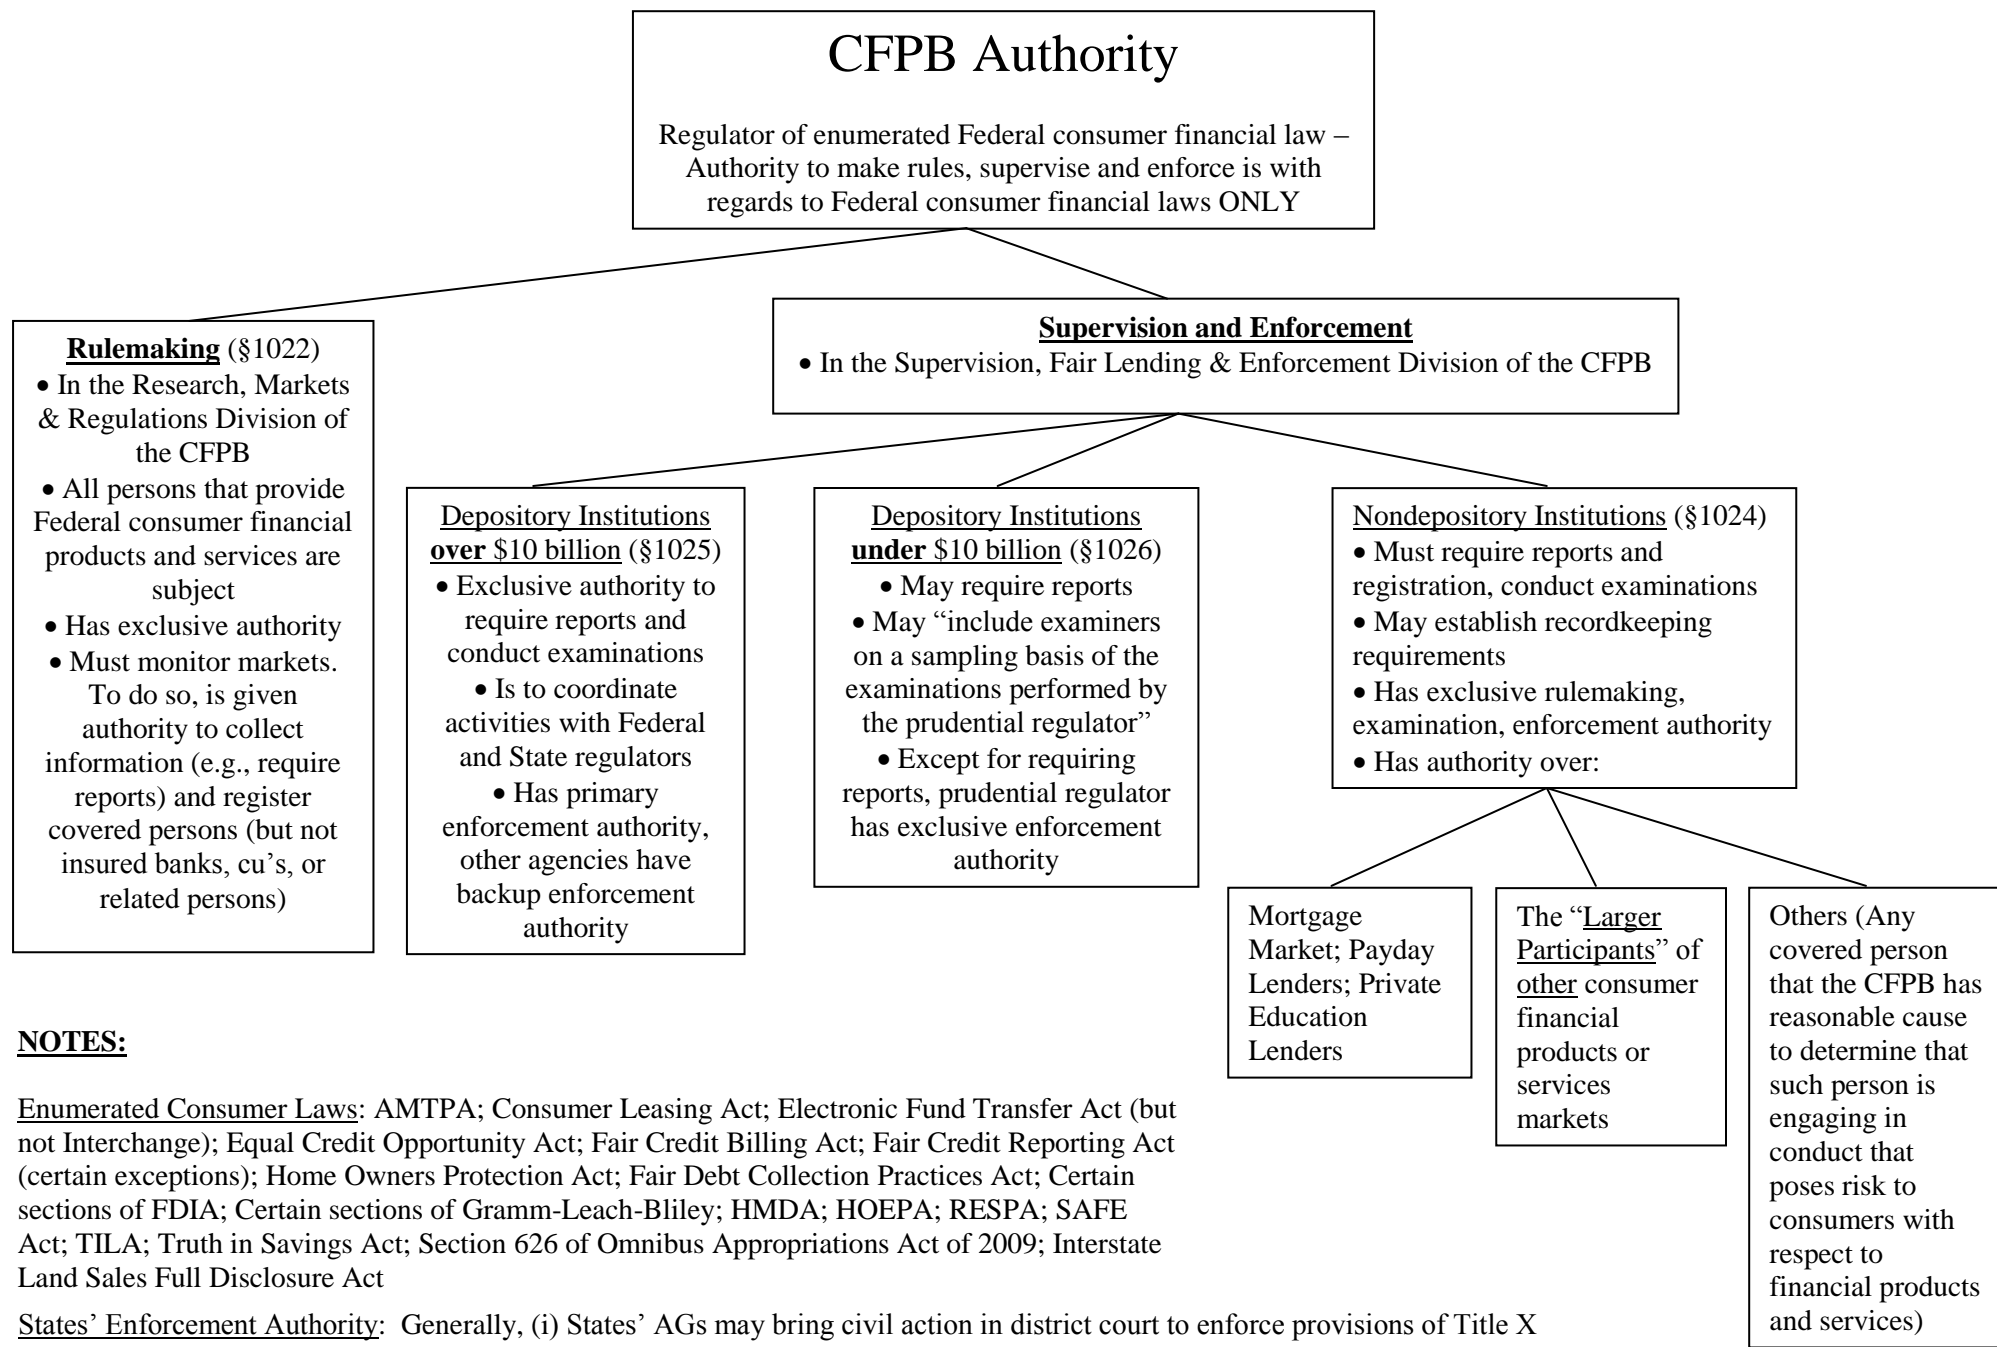 CFPB Authority
Regulator of enumerated Federal consumer financial law –
Authority to make rules, supervise and enforce is with
regards to Federal consumer financial laws ONLY
Rulemaking (§1022)
• In the Research, Markets
& Regulations Division of
the CFPB
• All persons that provide
Federal consumer financial
products and services are
subject
• Has exclusive authority
• Must monitor markets.
To do so, is given
authority to collect
information (e.g., require
reports) and register
covered persons (but not
insured banks, cu’s, or
related persons)
Supervision and Enforcement
• In the Supervision, Fair Lending & Enforcement Division of the CFPB
Depository Institutions
over $10 billion (§1025)
• Exclusive authority to
require reports and
conduct examinations
• Is to coordinate
activities with Federal
and State regulators
• Has primary
enforcement authority,
other agencies have
backup enforcement
authority
Depository Institutions
under $10 billion (§1026)
• May require reports
• May “include examiners
on a sampling basis of the
examinations performed by
the prudential regulator”
• Except for requiring
reports, prudential regulator
has exclusive enforcement
authority
Nondepository Institutions (§1024)
• Must require reports and
registration, conduct examinations
• May establish recordkeeping
requirements
• Has exclusive rulemaking,
examination, enforcement authority
• Has authority over:
Mortgage
Market; Payday
Lenders; Private
Education
Lenders
The “Larger
Participants” of
other consumer
financial
products or
services
markets
Others (Any
covered person
that the CFPB has
reasonable cause
to determine that
such person is
engaging in
conduct that
poses risk to
consumers with
respect to
financial products
and services)
NOTES:
Enumerated Consumer Laws: AMTPA; Consumer Leasing Act; Electronic Fund Transfer Act (but
not Interchange); Equal Credit Opportunity Act; Fair Credit Billing Act; Fair Credit Reporting Act
(certain exceptions); Home Owners Protection Act; Fair Debt Collection Practices Act; Certain
sections of FDIA; Certain sections of Gramm-Leach-Bliley; HMDA; HOEPA; RESPA; SAFE
Act; TILA; Truth in Savings Act; Section 626 of Omnibus Appropriations Act of 2009; Interstate
Land Sales Full Disclosure Act
States’ Enforcement Authority: Generally, (i) States’ AGs may bring civil action in district court to enforce provisions of Title X